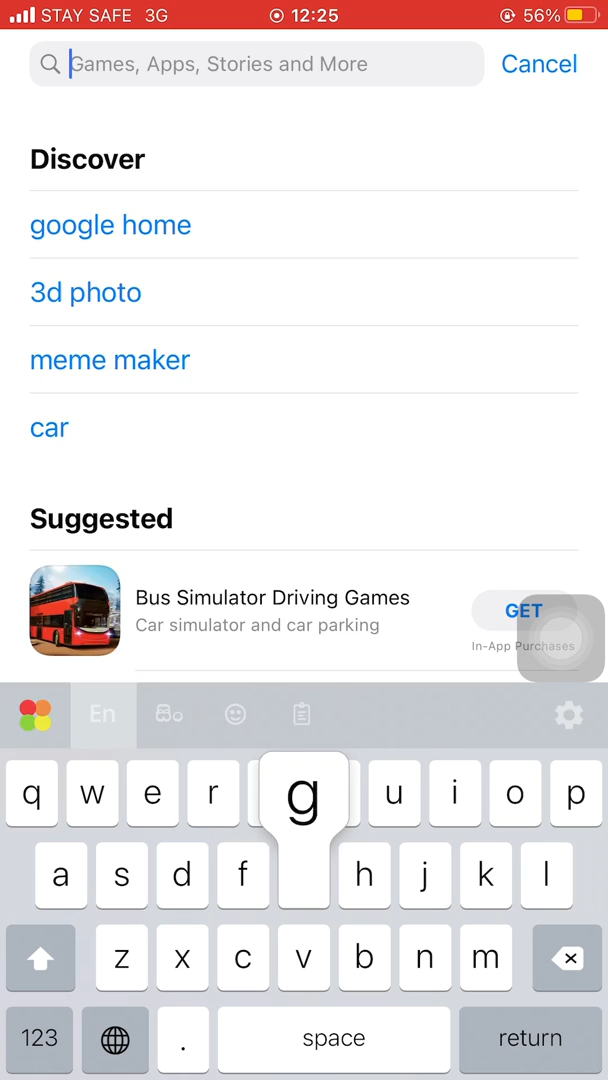 STAY SAFE 3G 12:25 56%
Games, Apps, Stories and More Cancel
Discover
google home
3d photo
meme maker
car
Suggested
Bus Simulator Driving Games
Car simulator and car parking
GET
In-App Purchases
En
q w e r g u i o p
a s d f h j k l
z x c v b n m
123 . space return